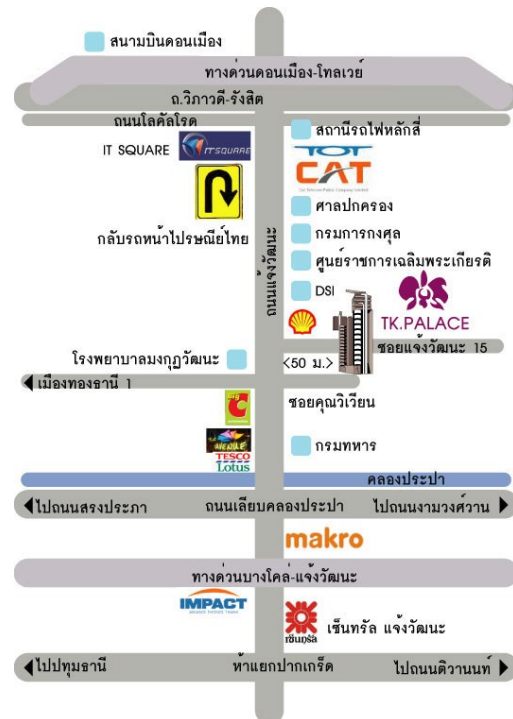 สนามบินดอนเมือง
ทางด่วนดอนเมือง-โทลเวย์
ถ.วิภาวดี-รังสิต
ถนนโลคัลโรด
สถานีรถไฟหลักสี่
IT SQUARE
ITSQUARE
TOT
CAT
กลับรถหน้าไปรษณีย์ไทย
ถนนแจ้งวัฒนะ
ศาลปกครอง
กรมการกงศุล
ศูนย์ราชการเฉลิมพระเกียรติ
DSI
TK.PALACE
ซอยแจ้งวัฒนะ 15
โรงพยาบาลมงกุฎวัฒนะ
<50 ม.>
เมืองทองธานี 1
ซอยคุณวิเวียน
กรมทหาร
TESCO
Lotus
คลองประปา
ไปถนนสรงประภา
ถนนเลียบคลองประปา
ไปถนนงามวงศ์วาน
makro
ทางด่วนบางโคล่-แจ้งวัฒนะ
IMPACT
เซ็นทรัล
เซ็นทรัล แจ้งวัฒนะ
ไปปทุมธานี
ห้าแยกปากเกร็ด
ไปถนนติวานนท์